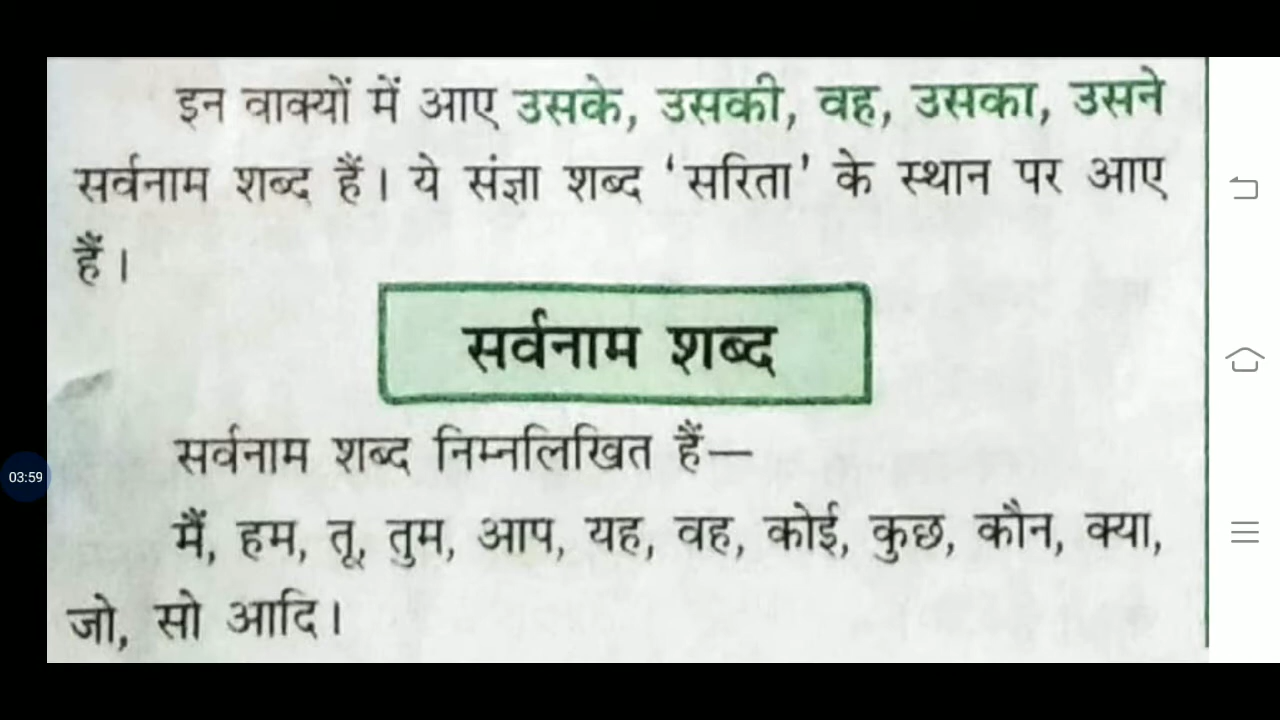 इन वाक्यों में आए उसके, उसकी, वह, उसका, उसने
सर्वनाम शब्द हैं। ये संज्ञा शब्द ‘सरिता’ के स्थान पर आए
हैं।
सर्वनाम शब्द
सर्वनाम शब्द निम्नलिखित हैं—
03:59
मैं, हम, तू, तुम, आप, यह, वह, कोई, कुछ, कौन, क्या,
जो, सो आदि।